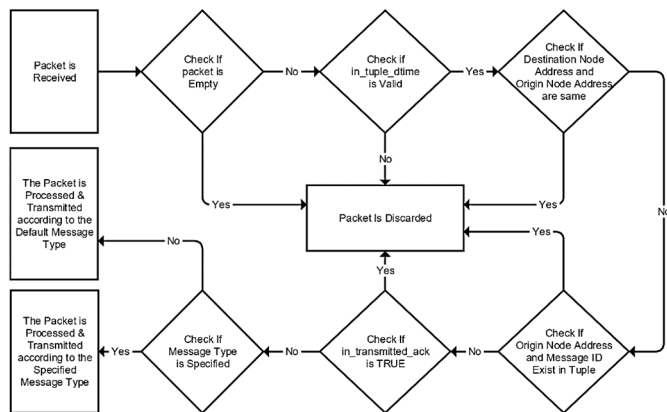 Packet is
Received
Check If
packet is
Empty
No
Check if
in_tuple_dtime
is Valid
Yes
Check If
Destination Node
Address and
Origin Node Address
are same
No
Yes
No
Yes
Packet Is Discarded
Yes
The Packet is
Processed &
Transmitted
according to the
Default Message
Type
No
Yes
The Packet is
Processed &
Transmitted
according to the
Specified
Message Type
Yes
Check If
Message Type
is Specified
No
Check If
in_transmitted_ack
is TRUE
No
Check If
Origin Node Address
and Message ID
Exist in Tuple